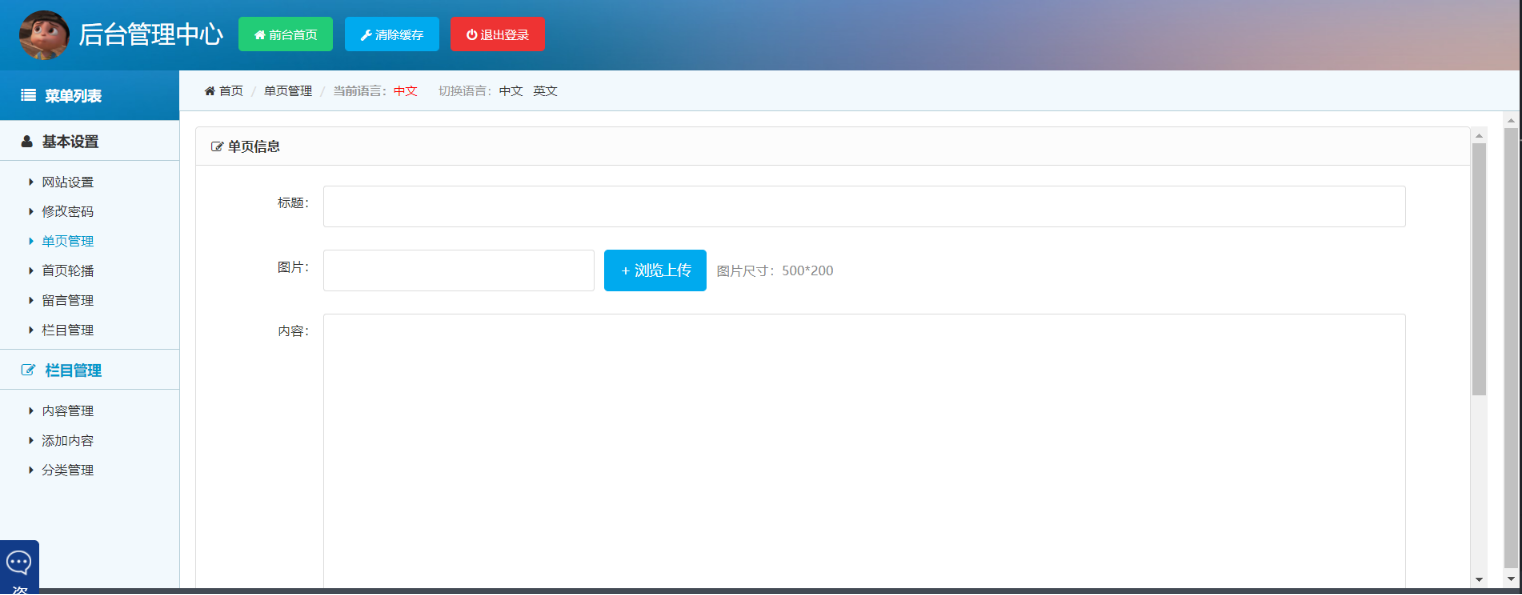 后台管理中心 前台首页 清除缓存 退出登录
菜单列表
首页 / 单页管理 / 当前语言：中文 切换语言：中文 英文
基本设置
网站设置
修改密码
单页管理
首页轮播
留言管理
栏目管理
栏目管理
内容管理
添加内容
分类管理
单页信息
标题：
图片： + 浏览上传 图片尺寸：500*200
内容：